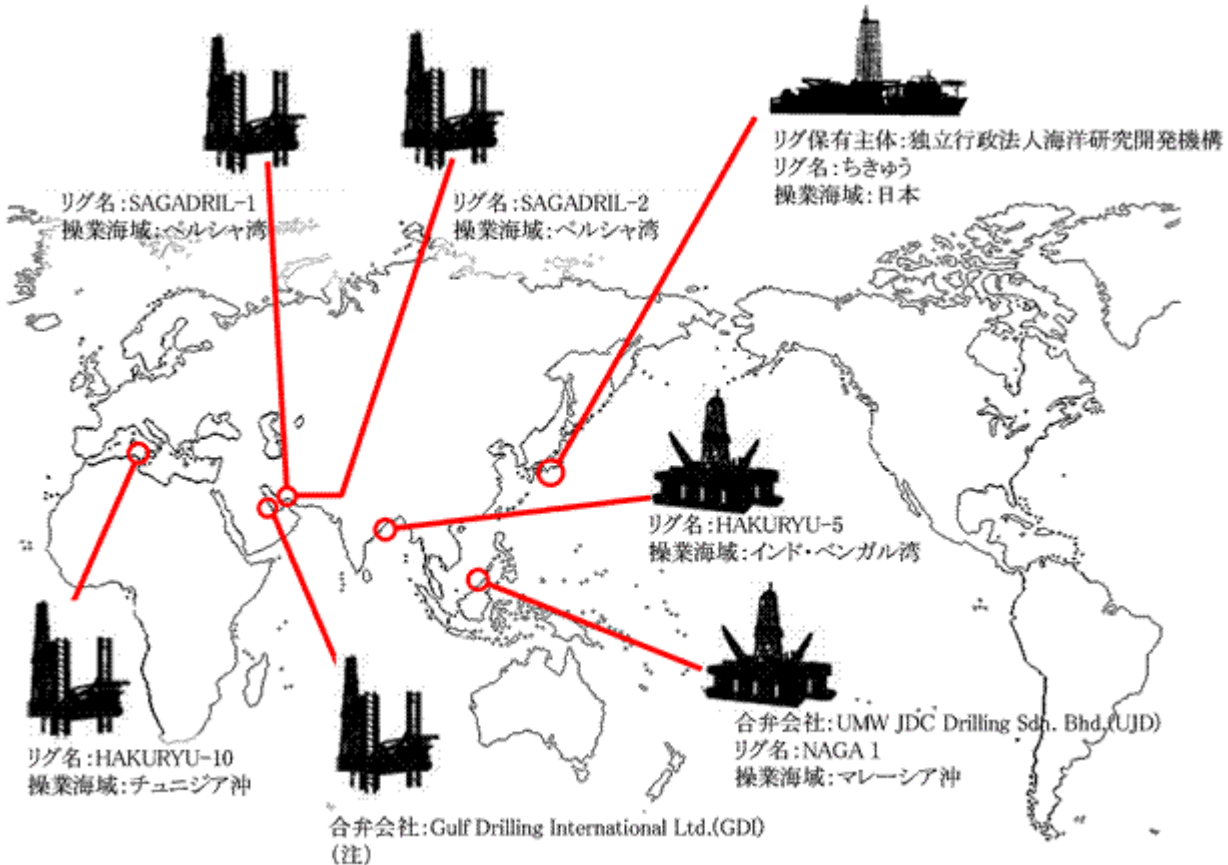 リグ名:SAGADRIL-1
操業海域:ペルシャ湾
リグ名:SAGADRIL-2
操業海域:ペルシャ湾
リグ保有主体:独立行政法人海洋研究開発機構
リグ名:ちきゅう
操業海域:日本
リグ名:HAKURYU-5
操業海域:インド・ベンガル湾
合弁会社:UMW JDC Drilling Sdn. Bhd.(UJD)
リグ名:NAGA 1
操業海域:マレーシア沖
リグ名:HAKURYU-10
操業海域:チュニジア沖
合弁会社:Gulf Drilling International Ltd.(GDI)
(注)